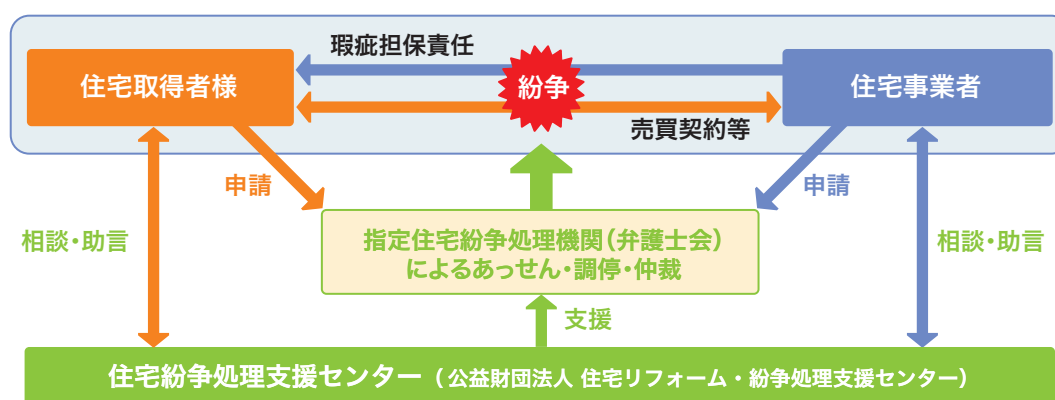 瑕疵担保責任
住宅取得者様
紛争
住宅事業者
売買契約等
申請
申請
相談・助言
指定住宅紛争処理機関（弁護士会）
によるあっせん・調停・仲裁
相談・助言
支援
住宅紛争処理支援センター（公益財団法人 住宅リフォーム・紛争処理支援センター）